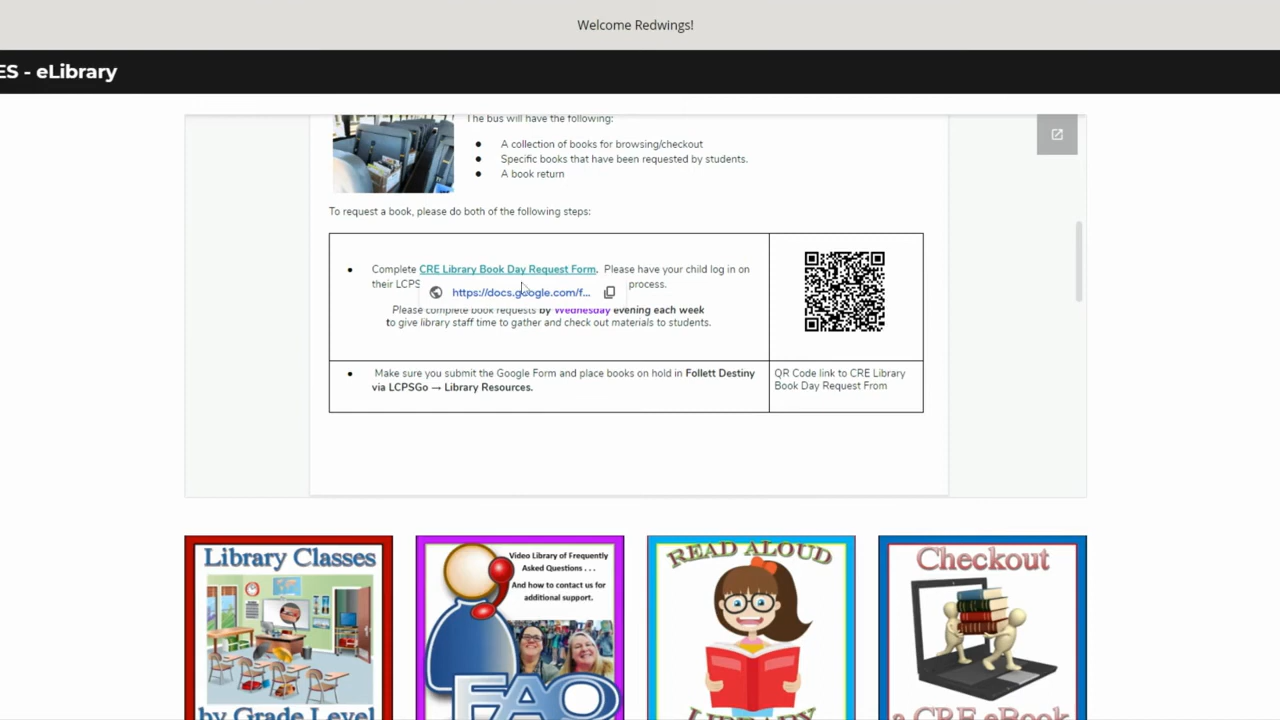 Welcome Redwings!
ES - eLibrary
The bus will have the following:
● A collection of books for browsing/checkout
● Specific books that have been requested by students.
● A book return
To request a book, please do both of the following steps:
● Complete CRE Library Book Day Request Form. Please have your child log in on
their LCPS process.
https://docs.google.com/f...
Please complete book requests by Wednesday evening each week
to give library staff time to gather and check out materials to students.
● Make sure you submit the Google Form and place books on hold in Follett Destiny
via LCPSGo → Library Resources.
QR Code link to CRE Library
Book Day Request From
Library Classes
by Grade Level
Video Library of Frequently
Asked Questions . . .
And how to contact us for
additional support.
FAQ
READ ALOUD
LIBRARY
Checkout
a CRE eBook